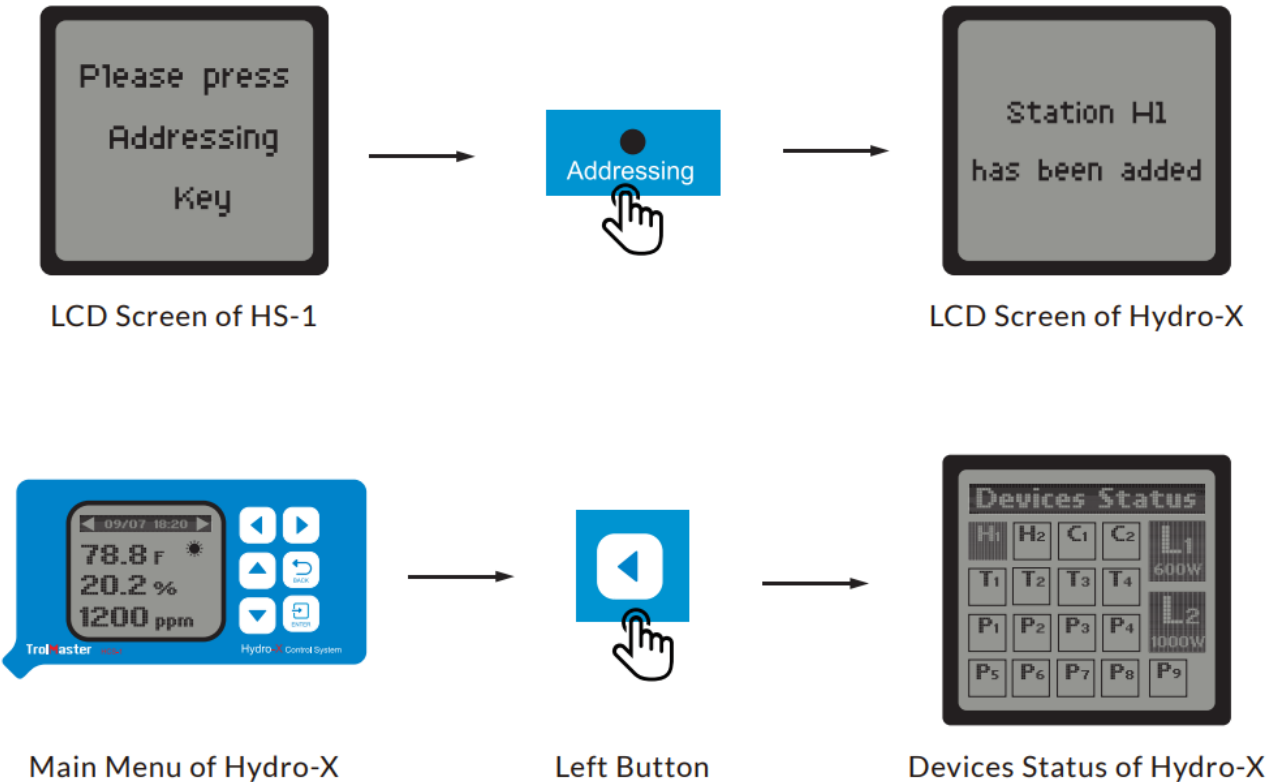 Please press
Addressing
Key
Addressing
Station H1
has been added
LCD Screen of HS-1
LCD Screen of Hydro-X
09/07 18:20
78.8 F
20.2 %
1200 ppm
BACK
ENTER
TrolMaster
Hydro-X Control System
Devices Status
H1 H2 C1 C2 L1
600W
T1 T2 T3 T4
P1 P2 P3 P4 L2
1000W
P5 P6 P7 P8 P9
Main Menu of Hydro-X
Left Button
Devices Status of Hydro-X